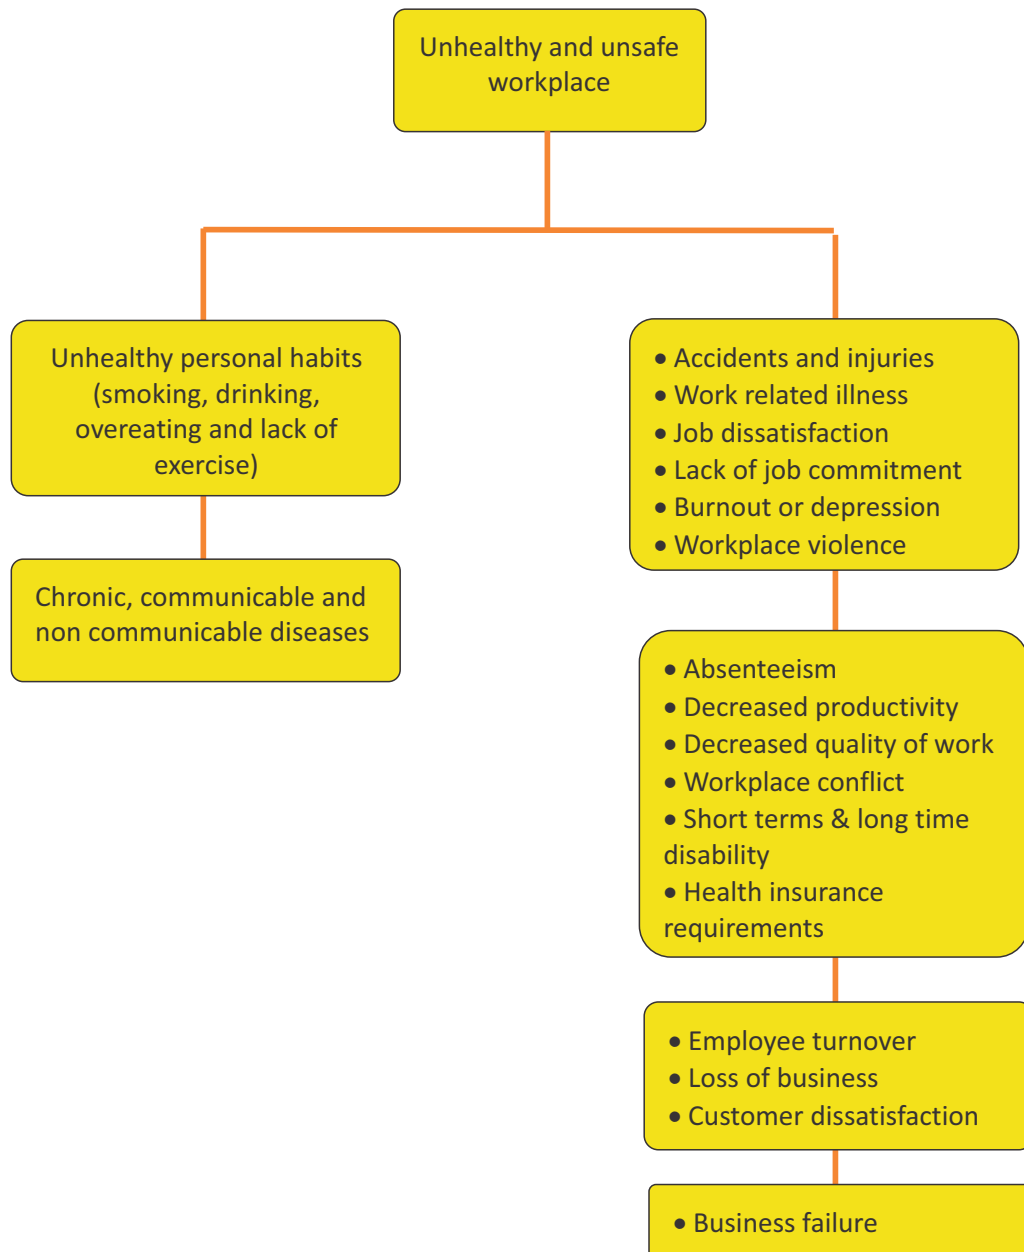 Unhealthy and unsafe
workplace
Unhealthy personal habits
(smoking, drinking,
overeating and lack of
exercise)
Chronic, communicable and
non communicable diseases
• Accidents and injuries
• Work related illness
• Job dissatisfaction
• Lack of job commitment
• Burnout or depression
• Workplace violence
• Absenteeism
• Decreased productivity
• Decreased quality of work
• Workplace conflict
• Short terms & long time
disability
• Health insurance
requirements
• Employee turnover
• Loss of business
• Customer dissatisfaction
• Business failure